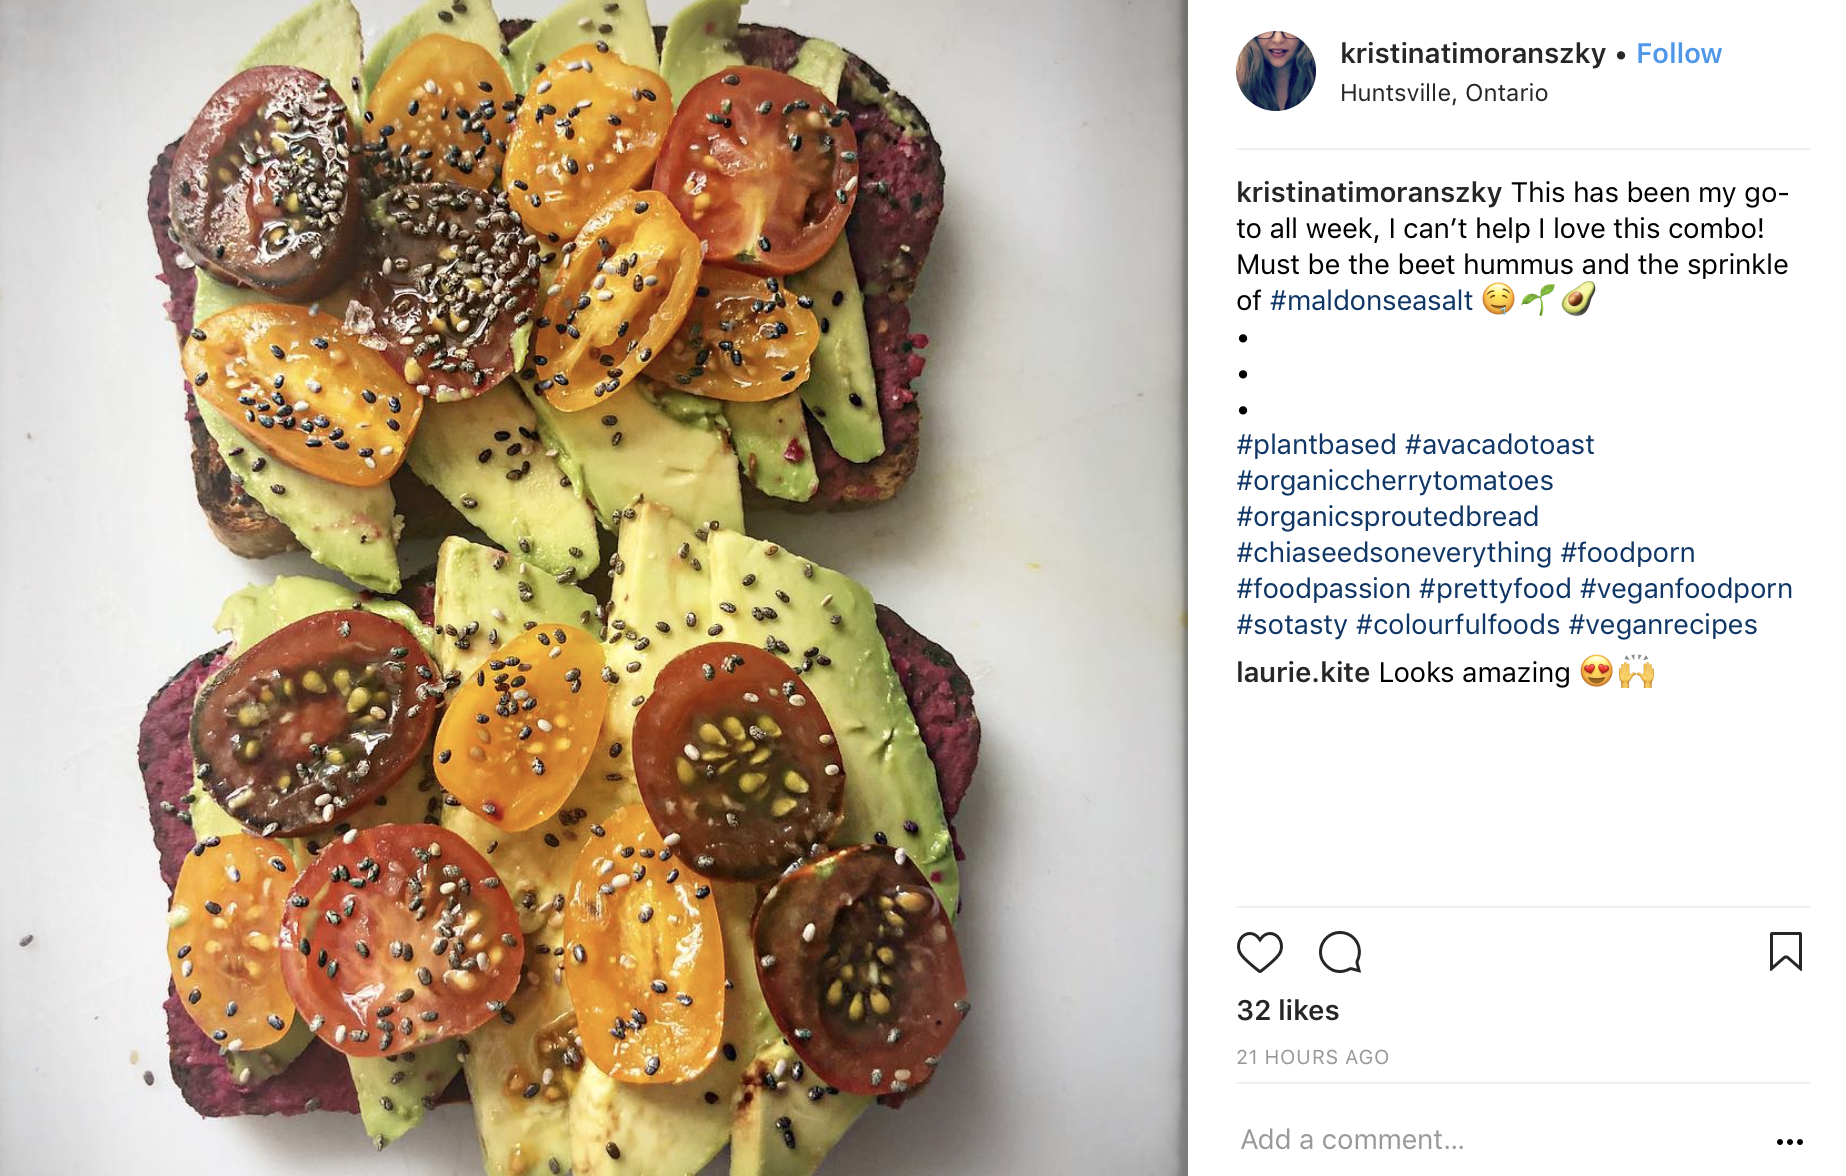 kristinatimoranszky • Follow
Huntsville, Ontario
kristinatimoranszky This has been my go-
to all week, I can’t help I love this combo!
Must be the beet hummus and the sprinkle
of #maldonseasalt 🤤🌱🥑
•
•
•
#plantbased #avacadotoast
#organiccherrytomatoes
#organicsproutedbread
#chiaseedsoneverything #foodporn
#foodpassion #prettyfood #veganfoodporn
#sotasty #colourfulfoods #veganrecipes
laurie.kite Looks amazing 😍🙌
32 likes
21 HOURS AGO
Add a comment...